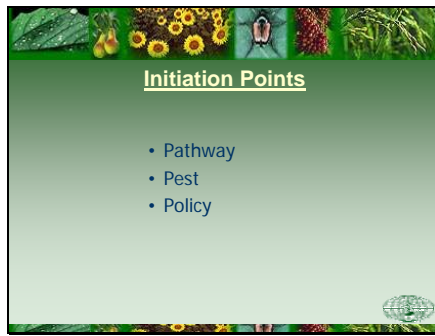 Initiation Points
• Pathway
• Pest
• Policy